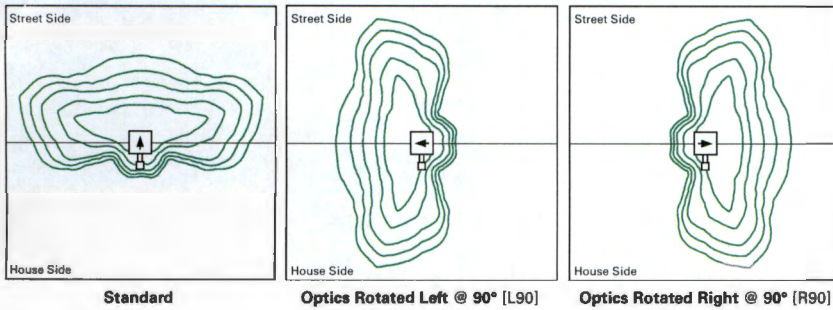 Street Side
House Side
Standard
Street Side
House Side
Optics Rotated Left @ 90° [L90]
Street Side
House Side
Optics Rotated Right @ 90° [R90]